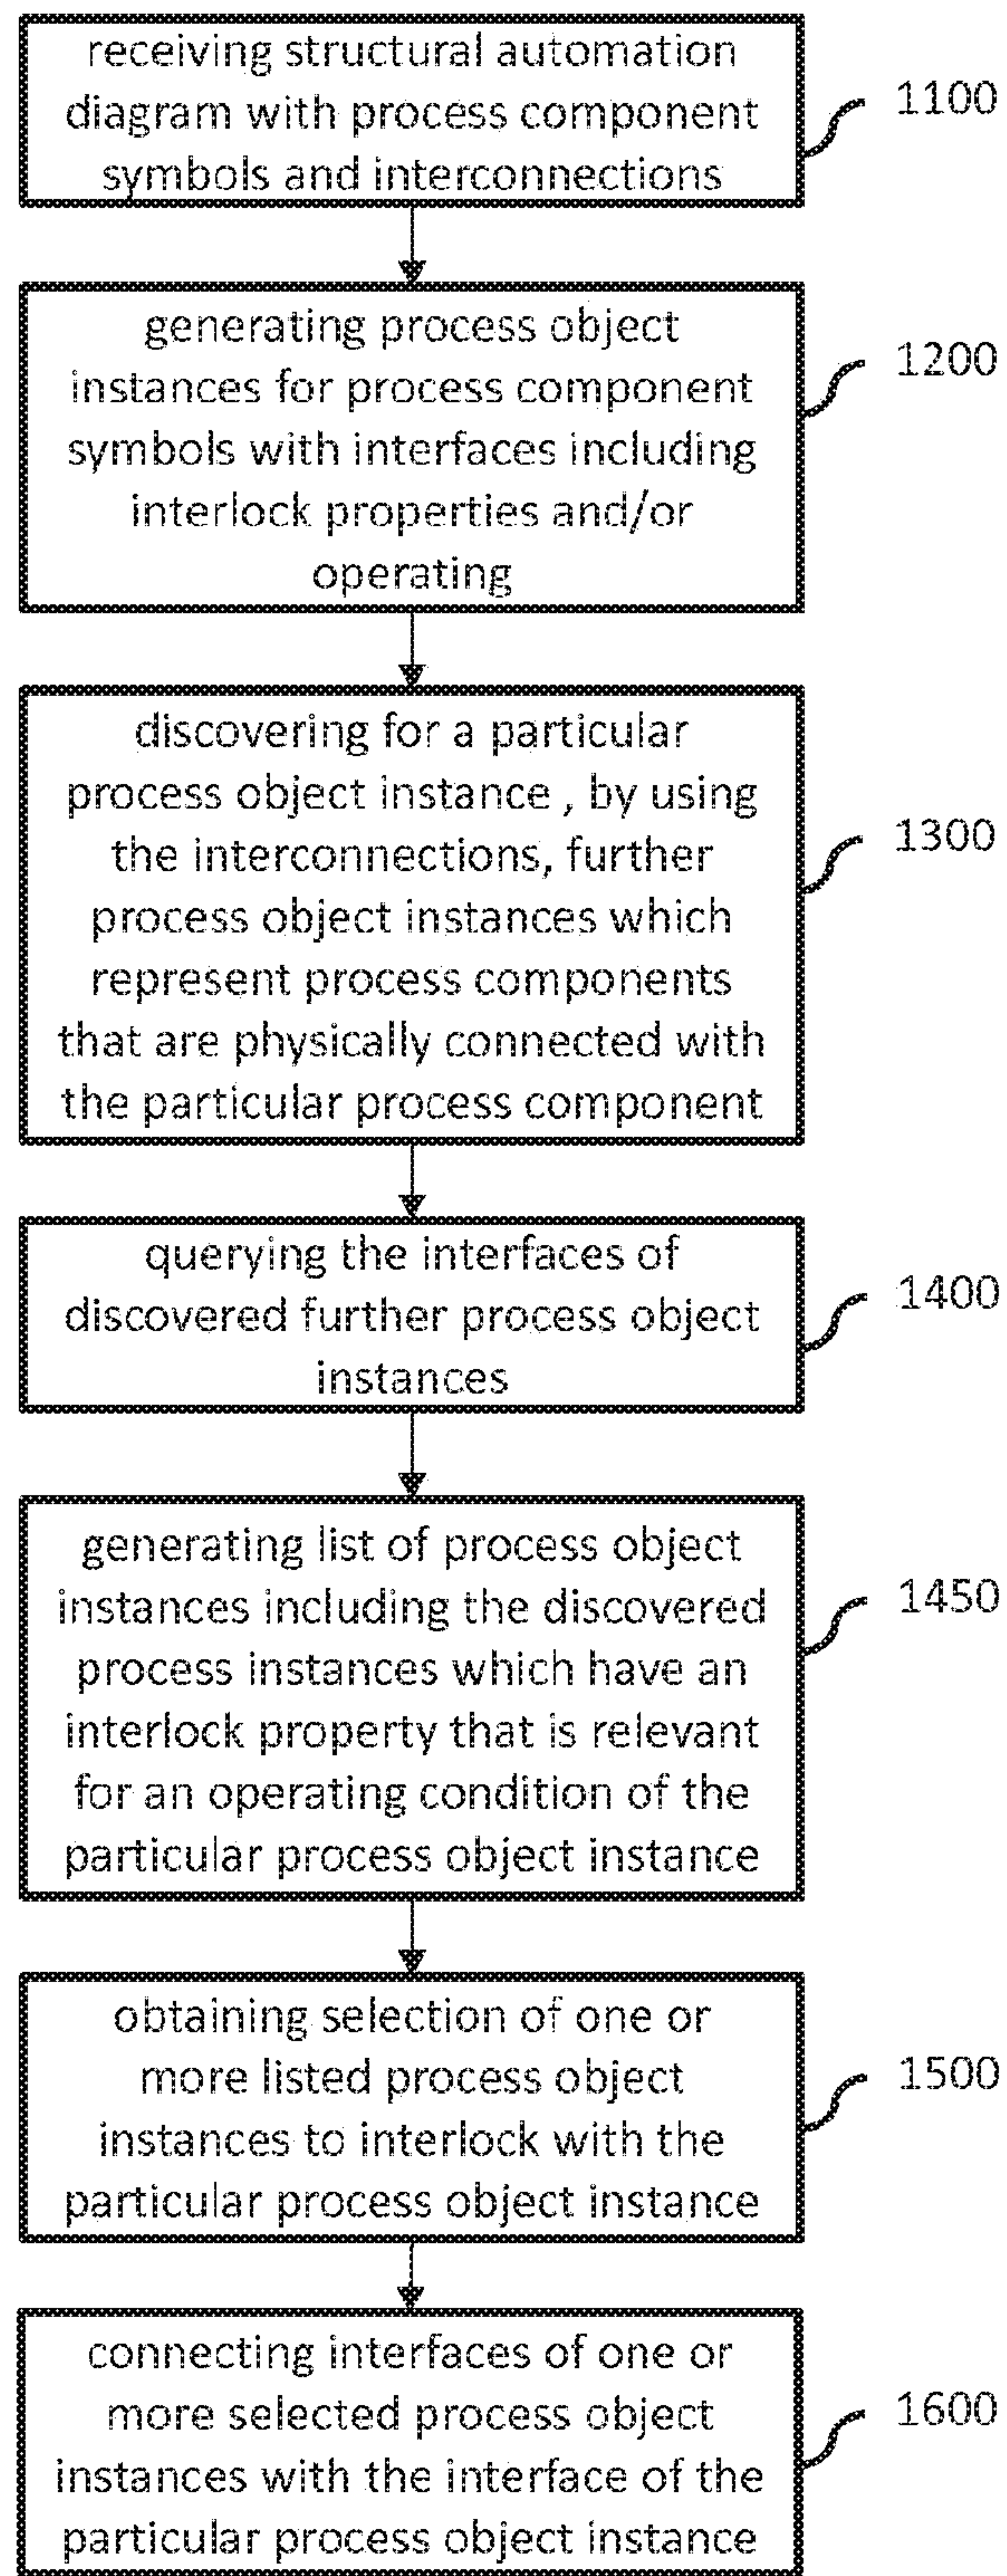 receiving structural automation
diagram with process component
symbols and interconnections
1100
generating process object
instances for process component
symbols with interfaces including
interlock properties and/or
operating
1200
discovering for a particular
process object instance , by using
the interconnections, further
process object instances which
represent process components
that are physically connected with
the particular process component
1300
querying the interfaces of
discovered further process object
instances
1400
generating list of process object
instances including the discovered
process instances which have an
interlock property that is relevant
for an operating condition of the
particular process object instance
1450
obtaining selection of one or
more listed process object
instances to interlock with the
particular process object instance
1500
connecting interfaces of one or
more selected process object
instances with the interface of the
particular process object instance
1600